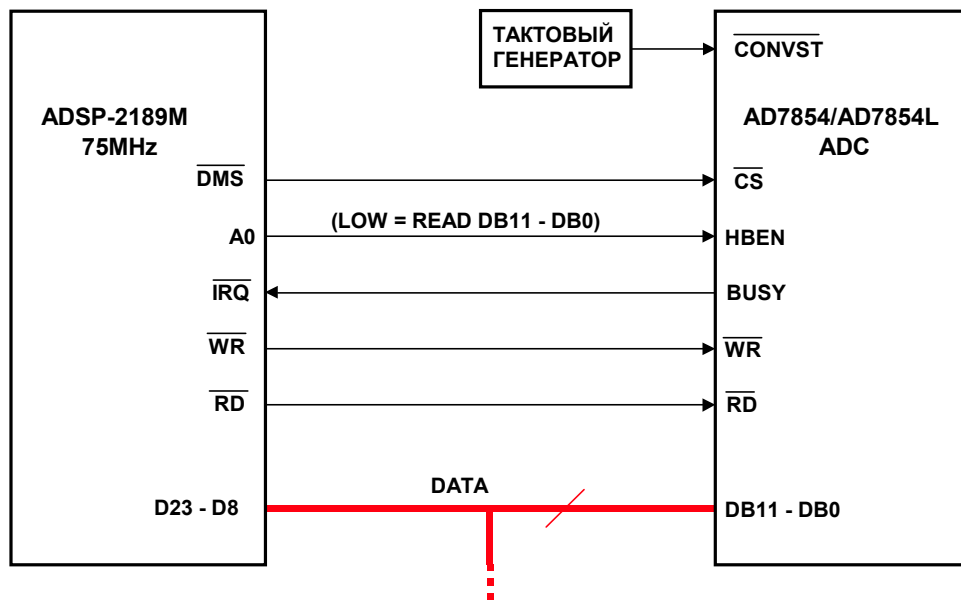 ТАКТОВЫЙ
ГЕНЕРАТОР
CONVST
ADSP-2189M
75MHz
AD7854/AD7854L
ADC
DMS
CS
A0
(LOW = READ DB11 - DB0)
HBEN
IRQ
BUSY
WR
WR
RD
RD
DATA
D23 - D8
DB11 - DB0